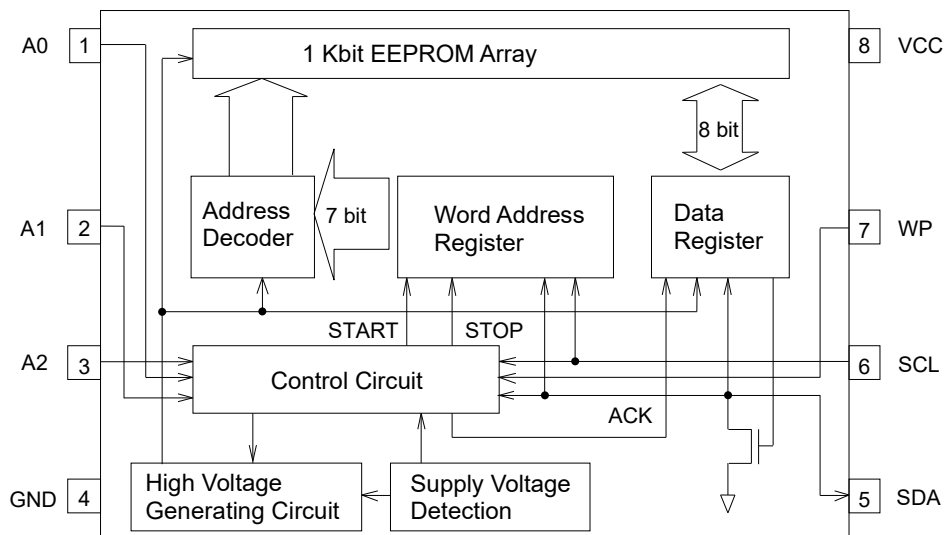 A0 1
1 Kbit EEPROM Array
8 VCC
8 bit
A1 2
Address
Decoder
7 bit
Word Address
Register
Data
Register
7 WP
START
STOP
A2 3
Control Circuit
6 SCL
ACK
GND 4
High Voltage
Generating Circuit
Supply Voltage
Detection
5 SDA